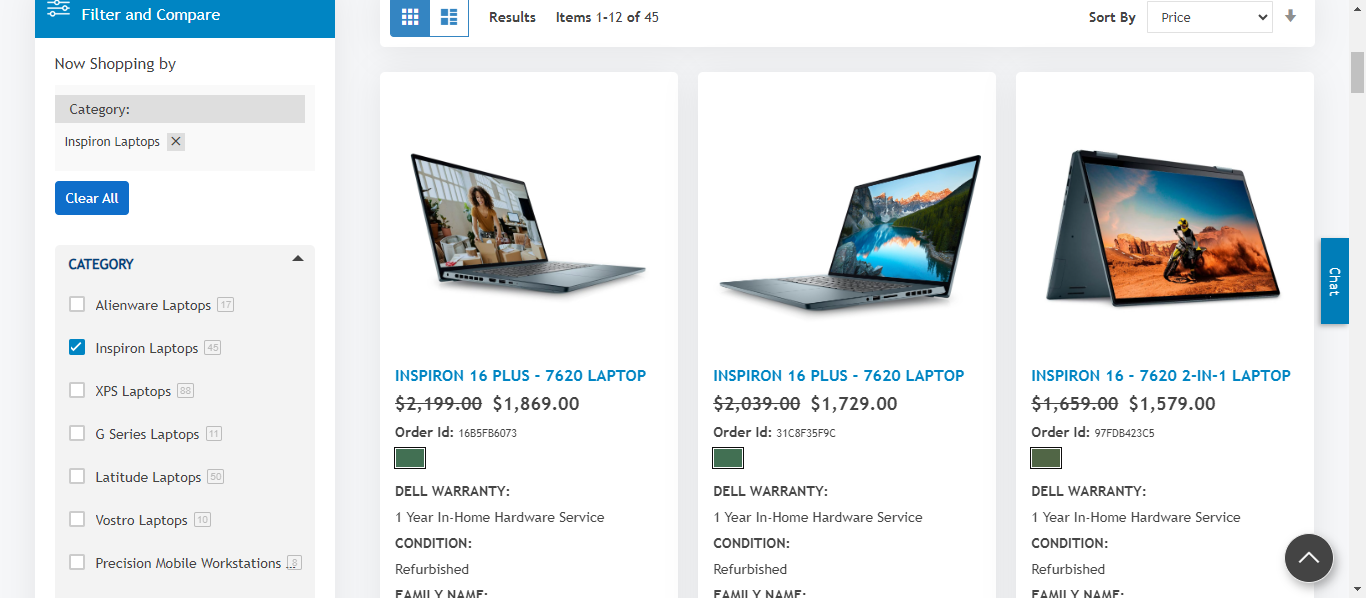 Filter and Compare
Now Shopping by
Category:
Inspiron Laptops
Clear All
CATEGORY
Alienware Laptops 17
Inspiron Laptops 45
XPS Laptops 88
G Series Laptops 11
Latitude Laptops 50
Vostro Laptops 10
Precision Mobile Workstations ...
Results Items 1-12 of 45
Sort By Price
INSPIRON 16 PLUS - 7620 LAPTOP
$2,199.00 $1,869.00
Order Id: 16B5FB6073
DELL WARRANTY:
1 Year In-Home Hardware Service
CONDITION:
Refurbished
FAMILY NAME:
INSPIRON 16 PLUS - 7620 LAPTOP
$2,039.00 $1,729.00
Order Id: 31C8F35F9C
DELL WARRANTY:
1 Year In-Home Hardware Service
CONDITION:
Refurbished
FAMILY NAME:
INSPIRON 16 - 7620 2-IN-1 LAPTOP
$1,659.00 $1,579.00
Order Id: 97FDB423C5
DELL WARRANTY:
1 Year In-Home Hardware Service
CONDITION:
Refurbished
FAMILY NAME:
Chat